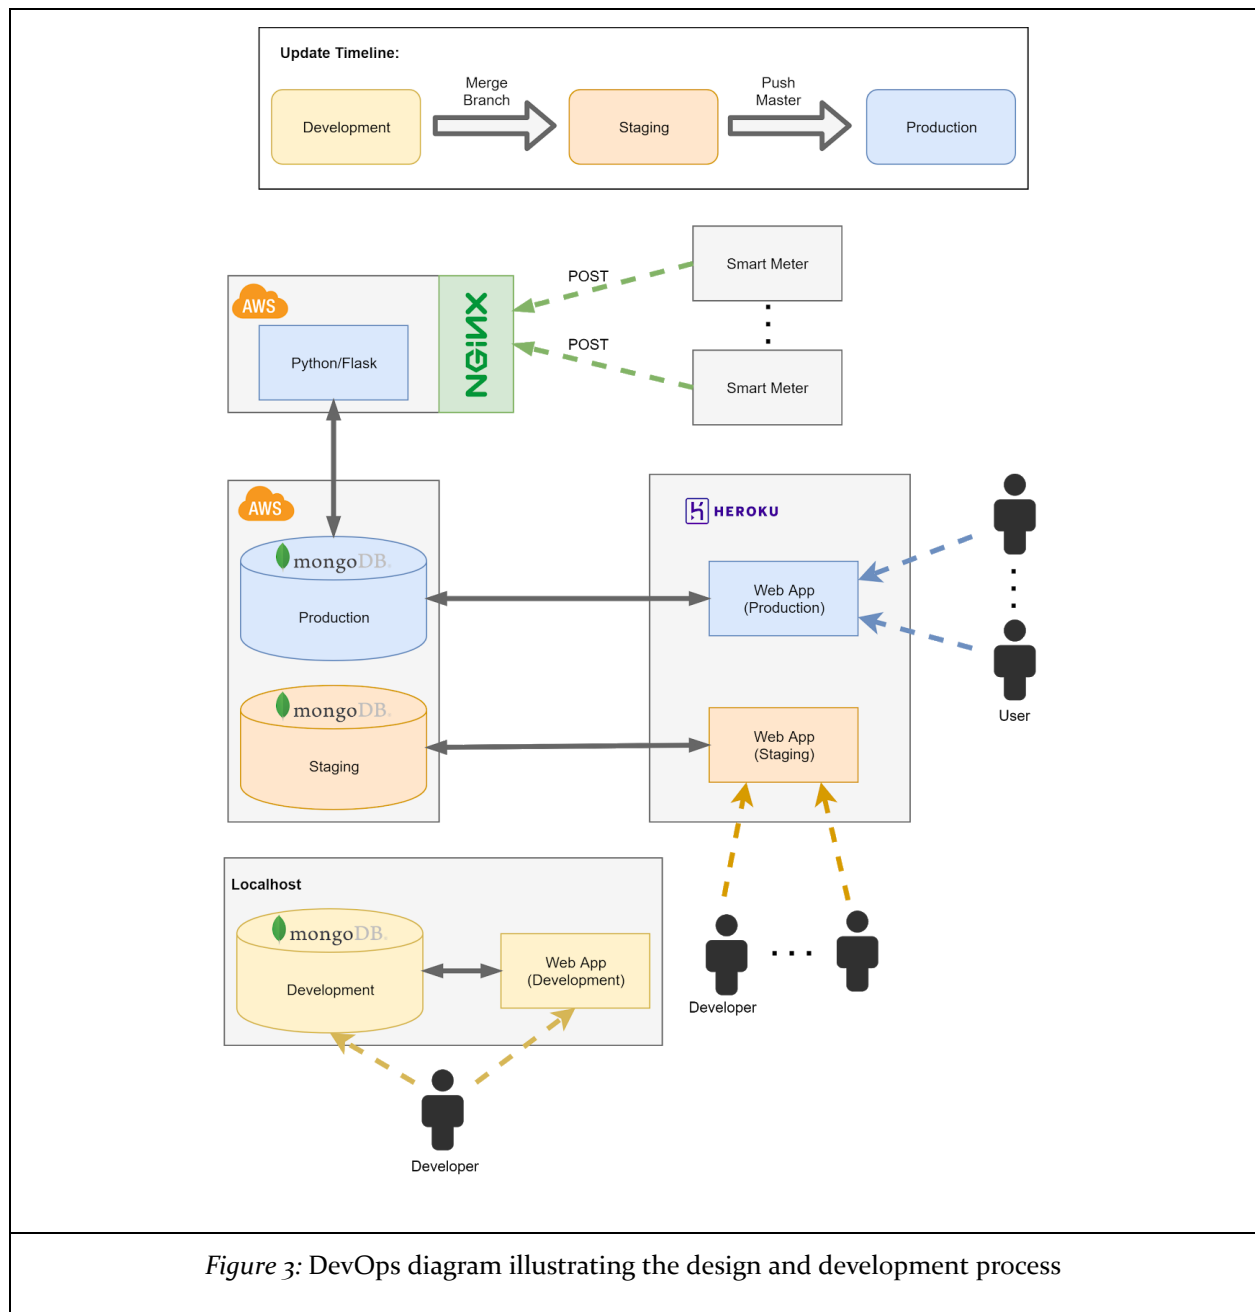 Update Timeline:
Merge
Branch
Push
Master
Development
Staging
Production
Smart Meter
POST
AWS
NGINX
Python/Flask
POST
Smart Meter
AWS
HEROKU
mongoDB.
Production
Web App
(Production)
mongoDB.
Staging
Web App
(Staging)
User
Localhost
mongoDB.
Development
Web App
(Development)
Developer
Developer
Figure 3: DevOps diagram illustrating the design and development process